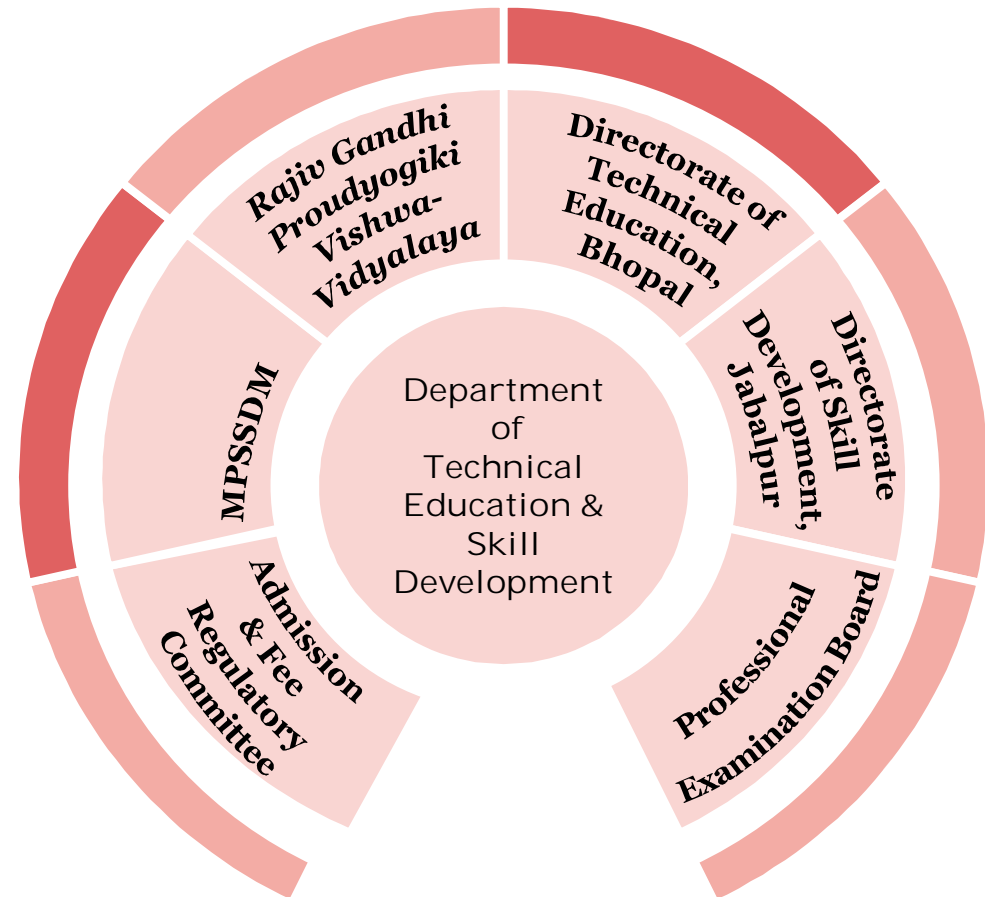 Rajiv Gandhi
Proudyogiki
Vishwa-
Vidyalaya
Directorate of
Technical
Education,
Bhopal
Directorate
of Skill
Development,
Jabalpur
Professional
Examination Board
Admission
& Fee
Regulatory
Committee
MPSSDM
Department
of
Technical
Education &
Skill
Development